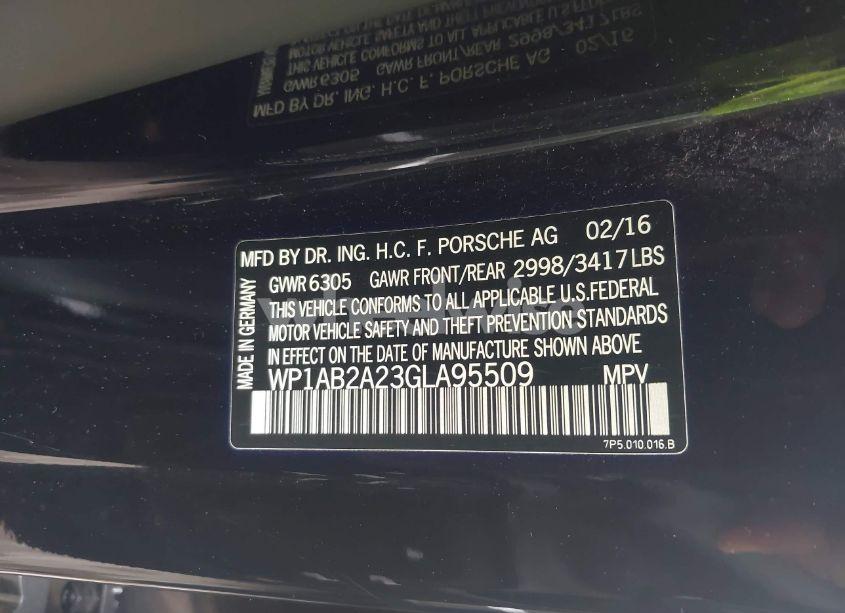 MFD BY DR. ING. H.C. F. PORSCHE AG 02/16
GVWR 6305 GAWR FRONT/REAR 2998/3417 LBS
THIS VEHICLE CONFORMS TO ALL APPLICABLE U.S. FEDERAL
MOTOR VEHICLE SAFETY AND THEFT PREVENTION STANDARDS
IN EFFECT ON THE DATE OF MANUFACTURE SHOWN ABOVE
WP1AB2A23GLA95509 MPV
7P5.010.016.B
MADE IN GERMANY